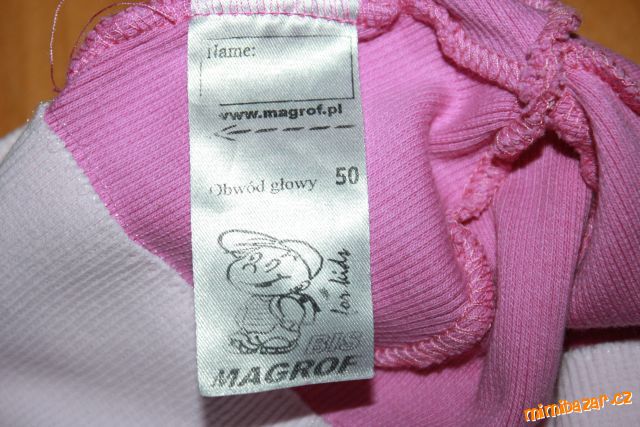 Name:
www.magrof.pl
Obwód głowy 50
for kids
BIS
MAGROF
mimibazar.cz